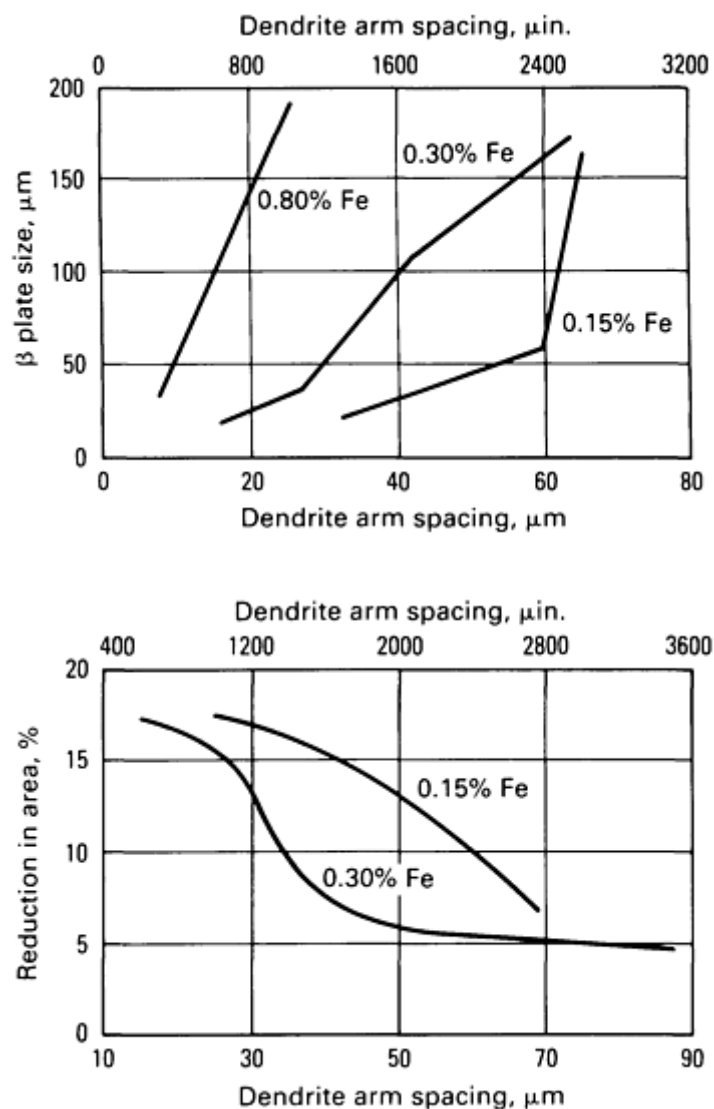 Dendrite arm spacing, μin.
0 800 1600 2400 3200
200
150
100
50
0
β plate size, μm
0.30% Fe
0.80% Fe
0.15% Fe
0 20 40 60 80
Dendrite arm spacing, μm
Dendrite arm spacing, μin.
400 1200 2000 2800 3600
20
15
10
5
0
Reduction in area, %
0.15% Fe
0.30% Fe
10 30 50 70 90
Dendrite arm spacing, μm